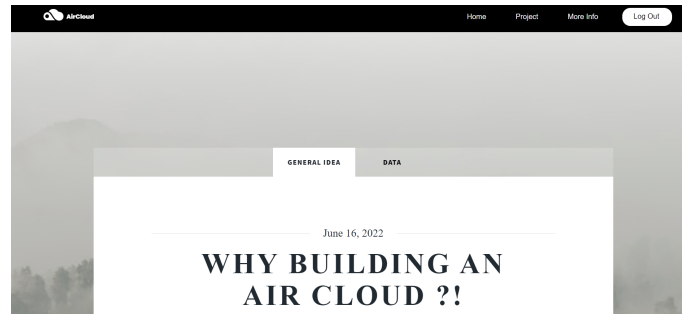 AirCloud
Home Project More Info Log Out
GENERAL IDEA DATA
June 16, 2022
WHY BUILDING AN
AIR CLOUD ?!